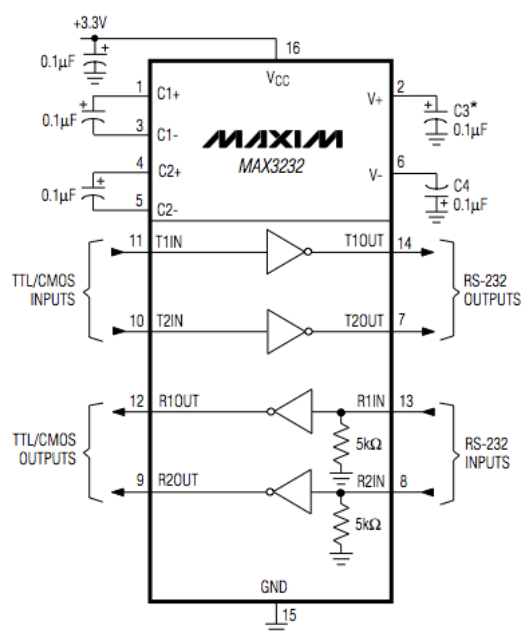 +3.3V
16
0.1µF
VCC
1
C1+
2
V+
C3*
0.1µF
0.1µF
3
C1-
MAXIM
MAX3232
4
C2+
6
V-
C4
0.1µF
0.1µF
5
C2-
11
T1IN
T1OUT
14
TTL/CMOS
INPUTS
RS-232
OUTPUTS
10
T2IN
T2OUT
7
12
R1OUT
R1IN
13
TTL/CMOS
OUTPUTS
5kΩ
RS-232
INPUTS
9
R2OUT
R2IN
8
5kΩ
GND
15